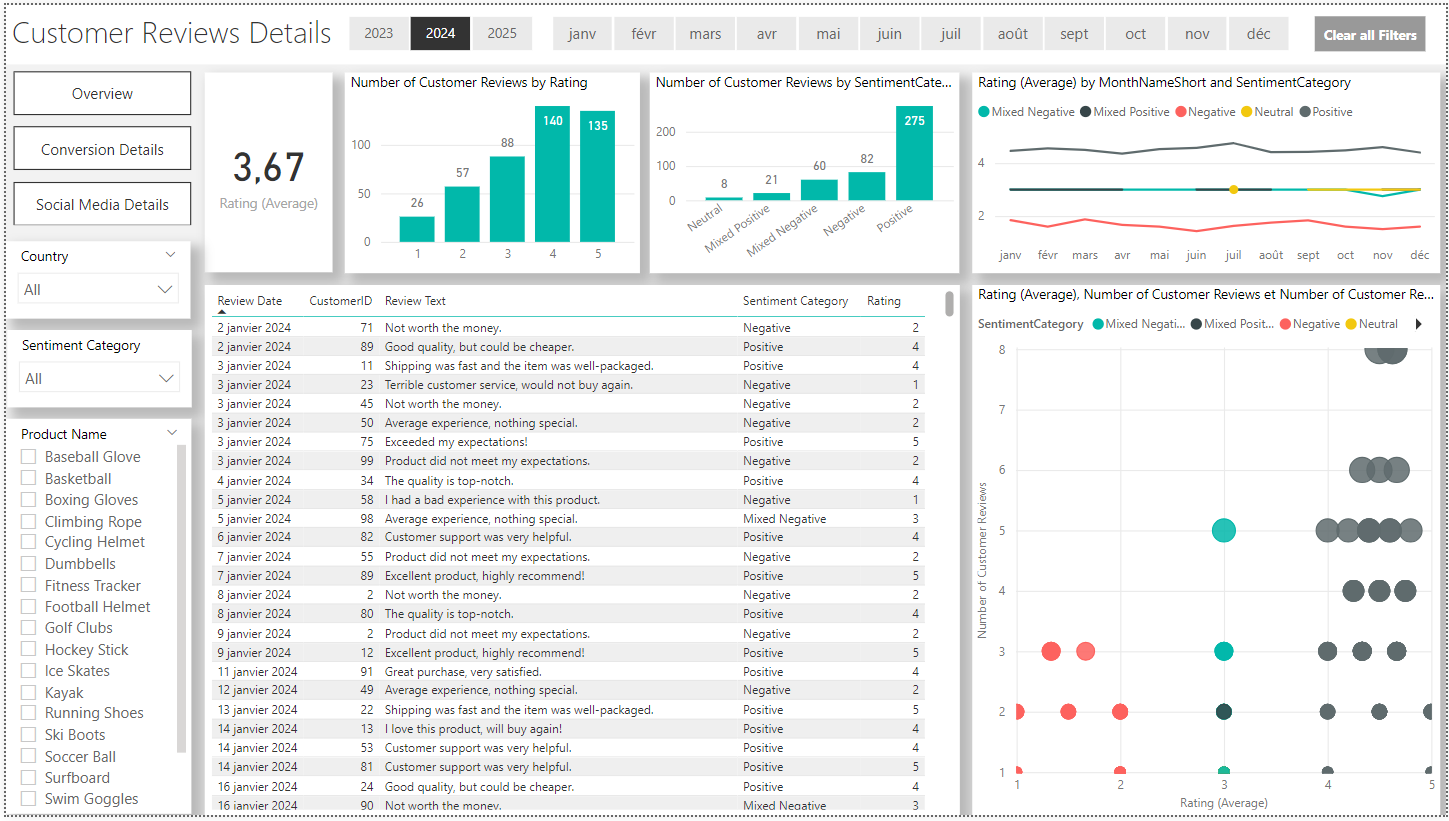 Customer Reviews Details
2023 2024 2025
janv févr mars avr mai juin juil août sept oct nov déc
Clear all Filters
Overview
Conversion Details
Social Media Details
Country
All
Sentiment Category
All
Product Name
Baseball Glove
Basketball
Boxing Gloves
Climbing Rope
Cycling Helmet
Dumbbells
Fitness Tracker
Football Helmet
Golf Clubs
Hockey Stick
Ice Skates
Kayak
Running Shoes
Ski Boots
Soccer Ball
Surfboard
Swim Goggles
3,67
Rating (Average)
Number of Customer Reviews by Rating
0 50 100
26 57 88 140 135
1 2 3 4 5
Number of Customer Reviews by SentimentCate...
0 100 200
8 21 60 82 275
Neutral Mixed Positive Mixed Negative Negative Positive
Rating (Average) by MonthNameShort and SentimentCategory
Mixed Negative Mixed Positive Negative Neutral Positive
4
2
janv févr mars avr mai juin juil août sept oct nov déc
Review Date CustomerID Review Text Sentiment Category Rating
2 janvier 2024 71 Not worth the money. Negative 2
2 janvier 2024 89 Good quality, but could be cheaper. Positive 4
3 janvier 2024 11 Shipping was fast and the item was well-packaged. Positive 4
3 janvier 2024 23 Terrible customer service, would not buy again. Negative 1
3 janvier 2024 45 Not worth the money. Negative 2
3 janvier 2024 50 Average experience, nothing special. Negative 2
3 janvier 2024 75 Exceeded my expectations! Positive 5
3 janvier 2024 99 Product did not meet my expectations. Negative 2
4 janvier 2024 34 The quality is top-notch. Positive 4
5 janvier 2024 58 I had a bad experience with this product. Negative 1
5 janvier 2024 98 Average experience, nothing special. Mixed Negative 3
6 janvier 2024 82 Customer support was very helpful. Positive 4
7 janvier 2024 55 Product did not meet my expectations. Negative 2
7 janvier 2024 89 Excellent product, highly recommend! Positive 5
8 janvier 2024 2 Not worth the money. Negative 2
8 janvier 2024 80 The quality is top-notch. Positive 4
9 janvier 2024 2 Product did not meet my expectations. Negative 2
9 janvier 2024 12 Excellent product, highly recommend! Positive 5
11 janvier 2024 91 Great purchase, very satisfied. Positive 4
12 janvier 2024 49 Average experience, nothing special. Negative 2
13 janvier 2024 22 Shipping was fast and the item was well-packaged. Positive 5
14 janvier 2024 13 I love this product, will buy again! Positive 4
14 janvier 2024 53 Customer support was very helpful. Positive 4
14 janvier 2024 81 Customer support was very helpful. Positive 5
16 janvier 2024 24 Good quality, but could be cheaper. Positive 4
16 janvier 2024 90 Not worth the money. Mixed Negative 3
Rating (Average), Number of Customer Reviews et Number of Customer Re...
SentimentCategory Mixed Negati... Mixed Posit... Negative Neutral
Number of Customer Reviews
8
7
6
5
4
3
2
1
1 2 3 4 5
Rating (Average)